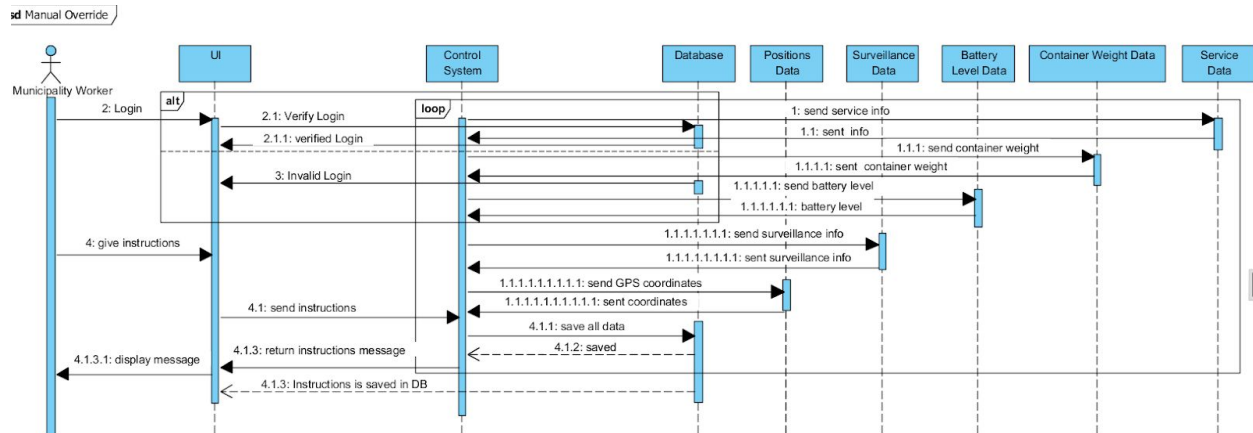 sd Manual Override
Municipality Worker
UI
Control
System
Database
Positions
Data
Surveillance
Data
Battery
Level Data
Container Weight Data
Service
Data
alt
loop
2: Login
2.1: Verify Login
1: send service info
2.1.1: verified Login
1.1: sent info
1.1.1: send container weight
1.1.1.1: sent container weight
3: Invalid Login
1.1.1.1.1: send battery level
1.1.1.1.1.1: battery level
4: give instructions
1.1.1.1.1.1.1: send surveillance info
1.1.1.1.1.1.1.1: sent surveillance info
1.1.1.1.1.1.1.1.1: send GPS coordinates
1.1.1.1.1.1.1.1.1.1: sent coordinates
4.1: send instructions
4.1.1: save all data
4.1.2: saved
4.1.3: return instructions message
4.1.3.1: display message
4.1.3: Instructions is saved in DB